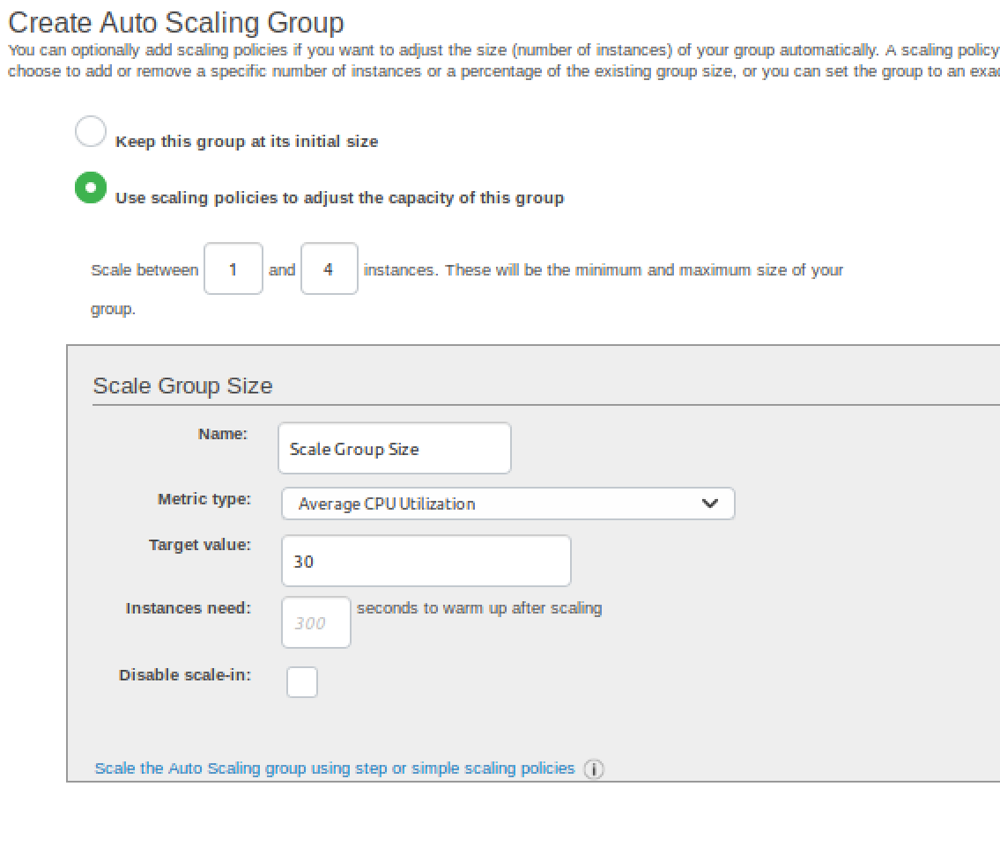 Create Auto Scaling Group
You can optionally add scaling policies if you want to adjust the size (number of instances) of your group automatically. A scaling policy
choose to add or remove a specific number of instances or a percentage of the existing group size, or you can set the group to an
Keep this group at its initial size
Use scaling policies to adjust the capacity of this group
Scale between 1 and 4 instances. These will be the minimum and maximum size of your
group.
Scale Group Size
Name: Scale Group Size
Metric type: Average CPU Utilization
Target value: 30
Instances need: 300 seconds to warm up after scaling
Disable scale-in:
Scale the Auto Scaling group using step or simple scaling policies i